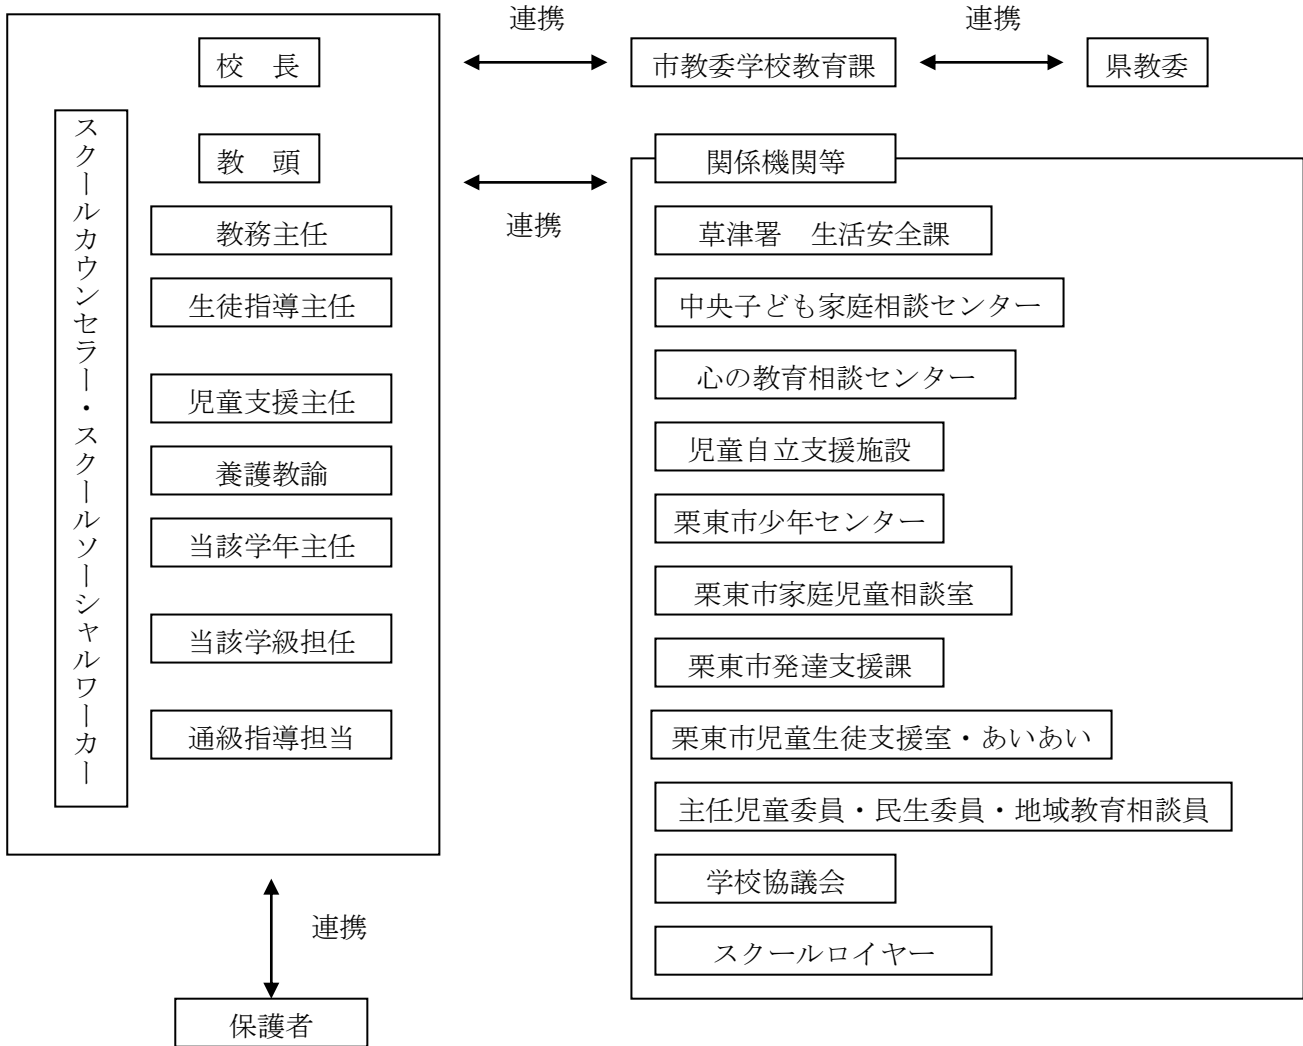 連携
連携
校　長
市教委学校教育課
県教委
スクールカウンセラー・スクールソーシャルワーカー
教　頭
教務主任
生徒指導主任
児童支援主任
養護教諭
当該学年主任
当該学級担任
通級指導担当
連携
関係機関等
草津署　生活安全課
中央子ども家庭相談センター
心の教育相談センター
児童自立支援施設
栗東市少年センター
栗東市家庭児童相談室
栗東市発達支援課
栗東市児童生徒支援室・あいあい
主任児童委員・民生委員・地域教育相談員
学校協議会
スクールロイヤー
連携
保護者